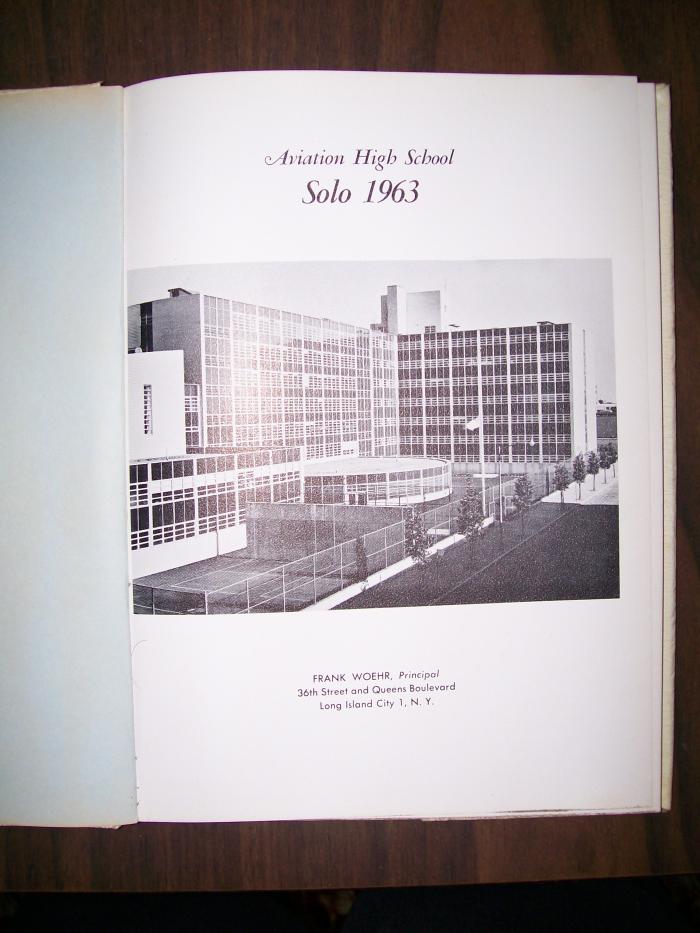 Aviation High School
Solo 1963
FRANK WOEHR, Principal
36th Street and Queens Boulevard
Long Island City 1, N. Y.